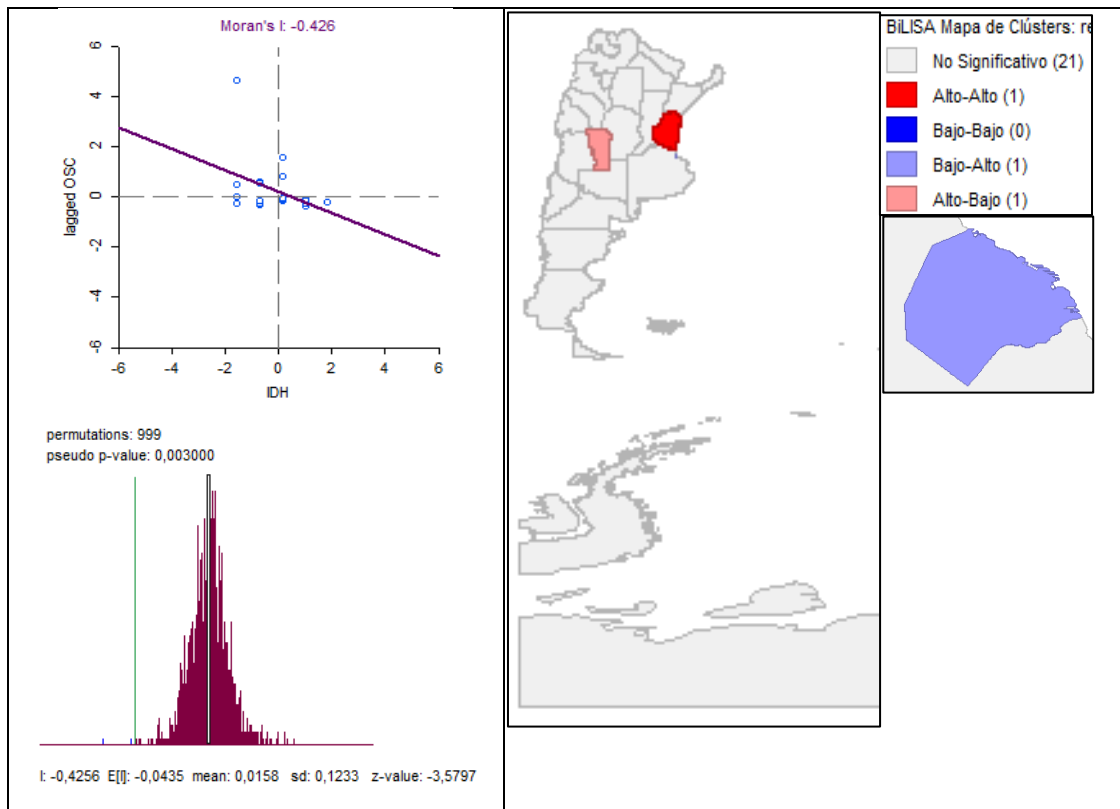 Moran's I: -0.426
6
4
2
0
-2
-4
-6
lagged OSC
-6 -4 -2 0 2 4 6
IDH
permutations: 999
pseudo p-value: 0,003000
I: -0,4256 E[I]: -0,0435 mean: 0,0158 sd: 0,1233 z-value: -3,5797
BiLISA Mapa de Clústers: re
No Significativo (21)
Alto-Alto (1)
Bajo-Bajo (0)
Bajo-Alto (1)
Alto-Bajo (1)